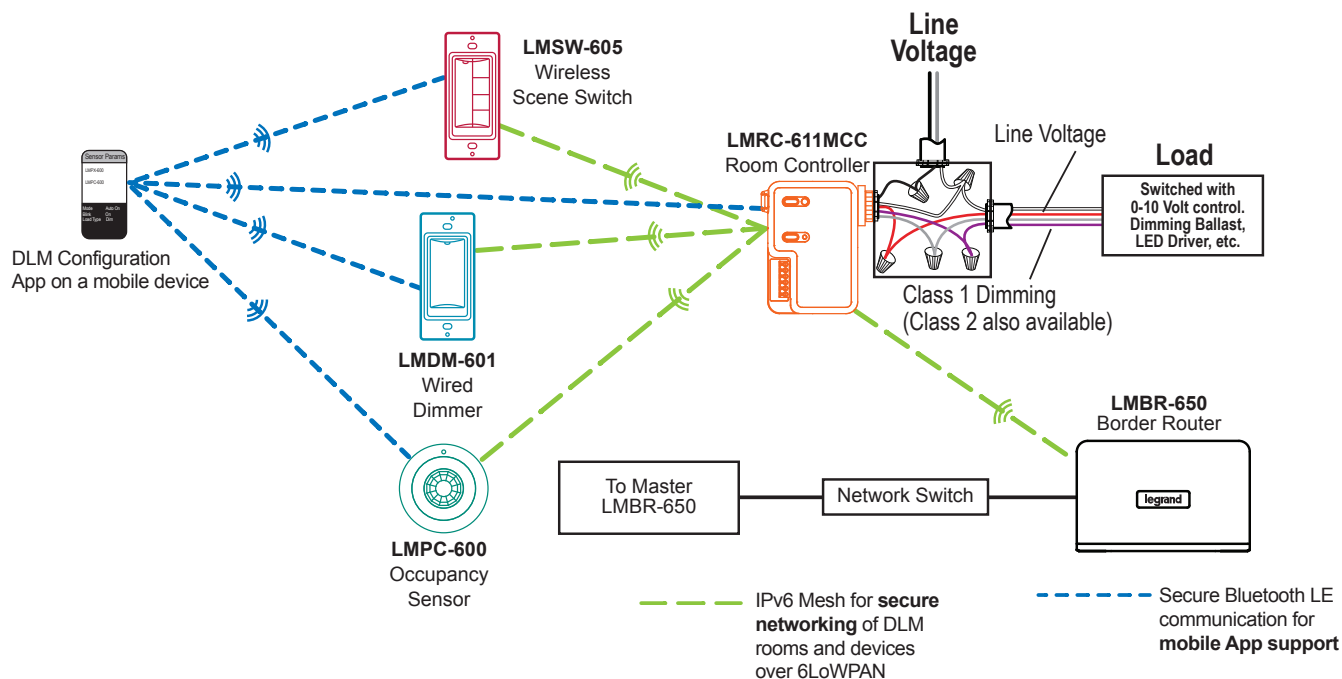 LMSW-605
Wireless
Scene Switch
Line
Voltage
Sensor Params
LMPX-600
LMPC-600
Mode Auto On
Blink On
Load Type Dim
DLM Configuration
App on a mobile device
LMRC-611MCC
Room Controller
Line Voltage
Load
Switched with
0-10 Volt control.
Dimming Ballast,
LED Driver, etc.
Class 1 Dimming
(Class 2 also available)
LMDM-601
Wired
Dimmer
LMBR-650
Border Router
legrand
To Master
LMBR-650
Network Switch
LMPC-600
Occupancy
Sensor
IPv6 Mesh for secure
networking of DLM
rooms and devices
over 6LoWPAN
Secure Bluetooth LE
communication for
mobile App support